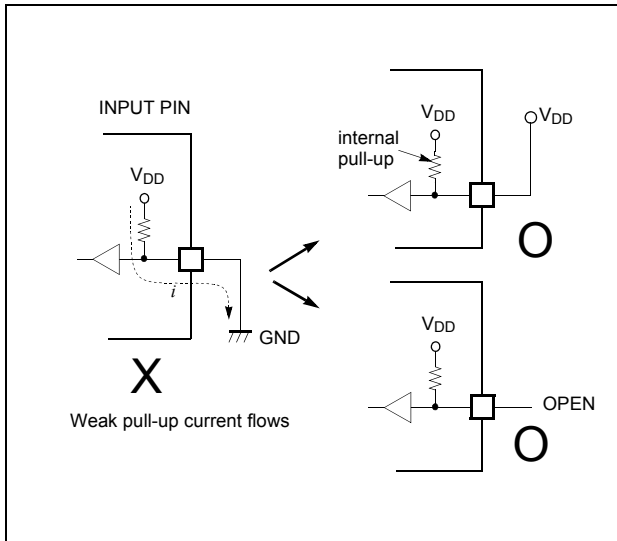 INPUT PIN
VDD
i
GND
X
Weak pull-up current flows
VDD
internal
pull-up
VDD
O
VDD
OPEN
O